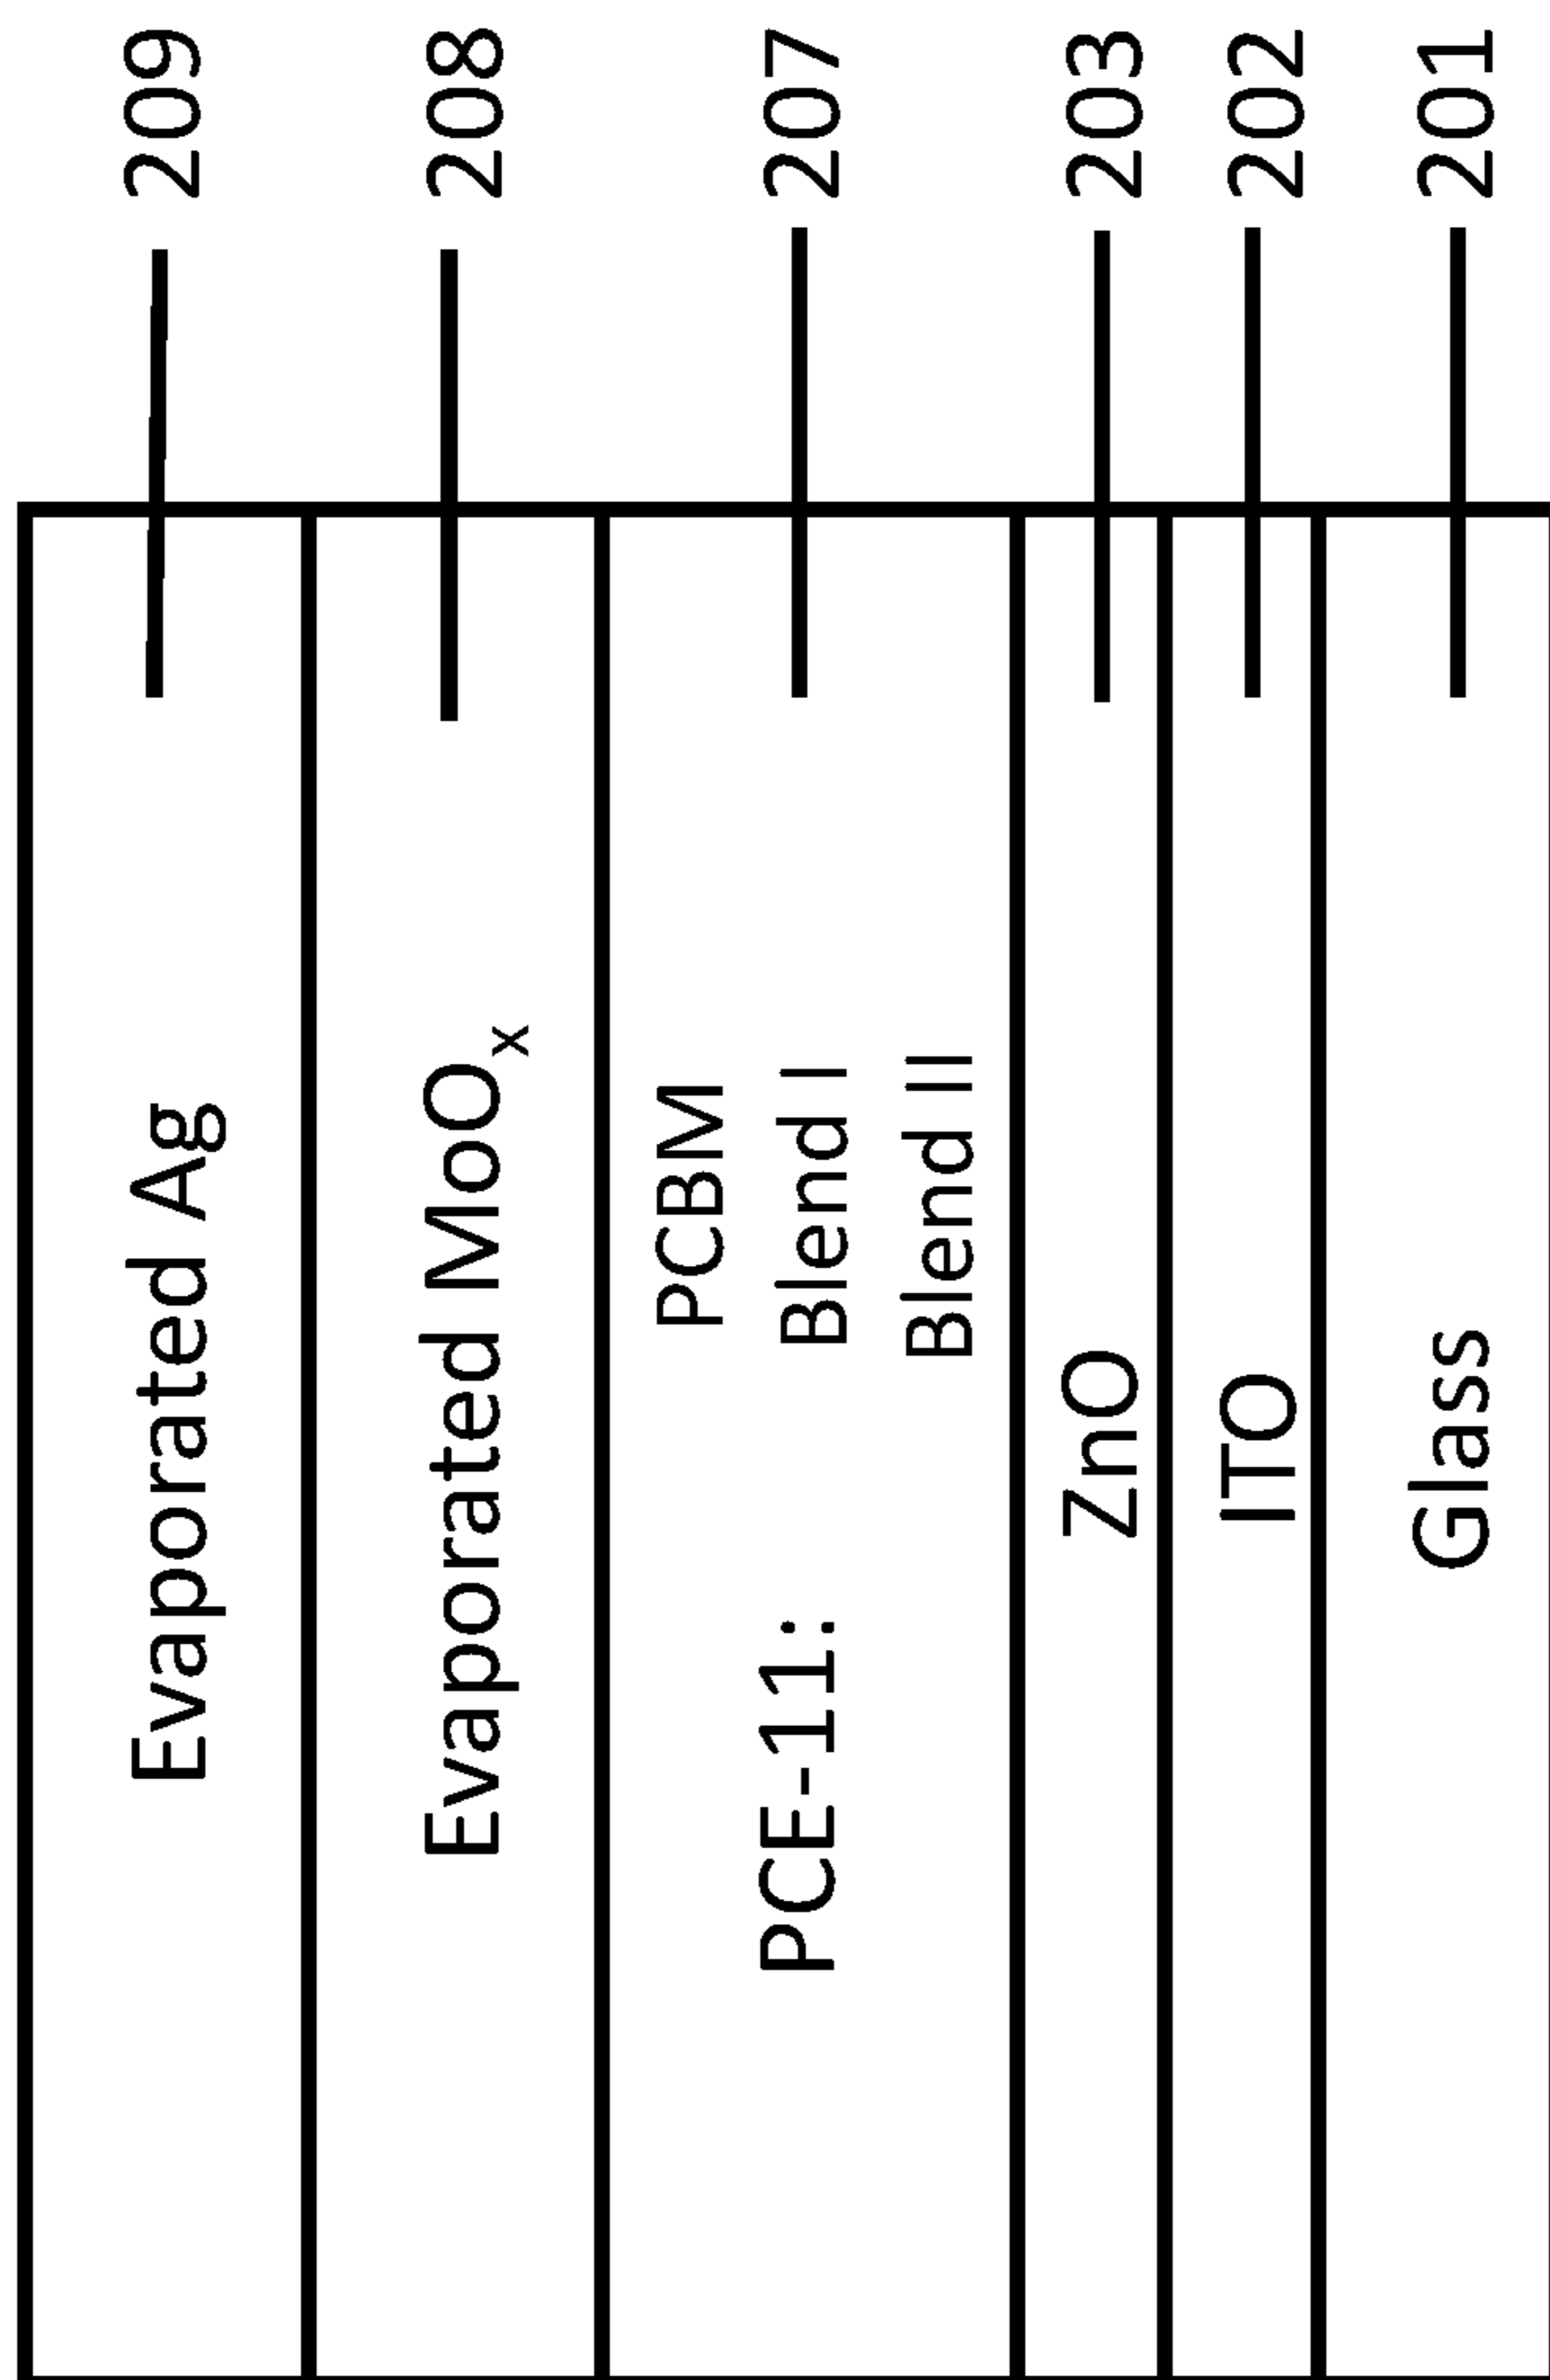 Evaporated Ag 209
Evaporated MoOx 208
PCBM
PCE-11: Blend I 207
Blend II
ZnO 203
ITO 202
Glass 201